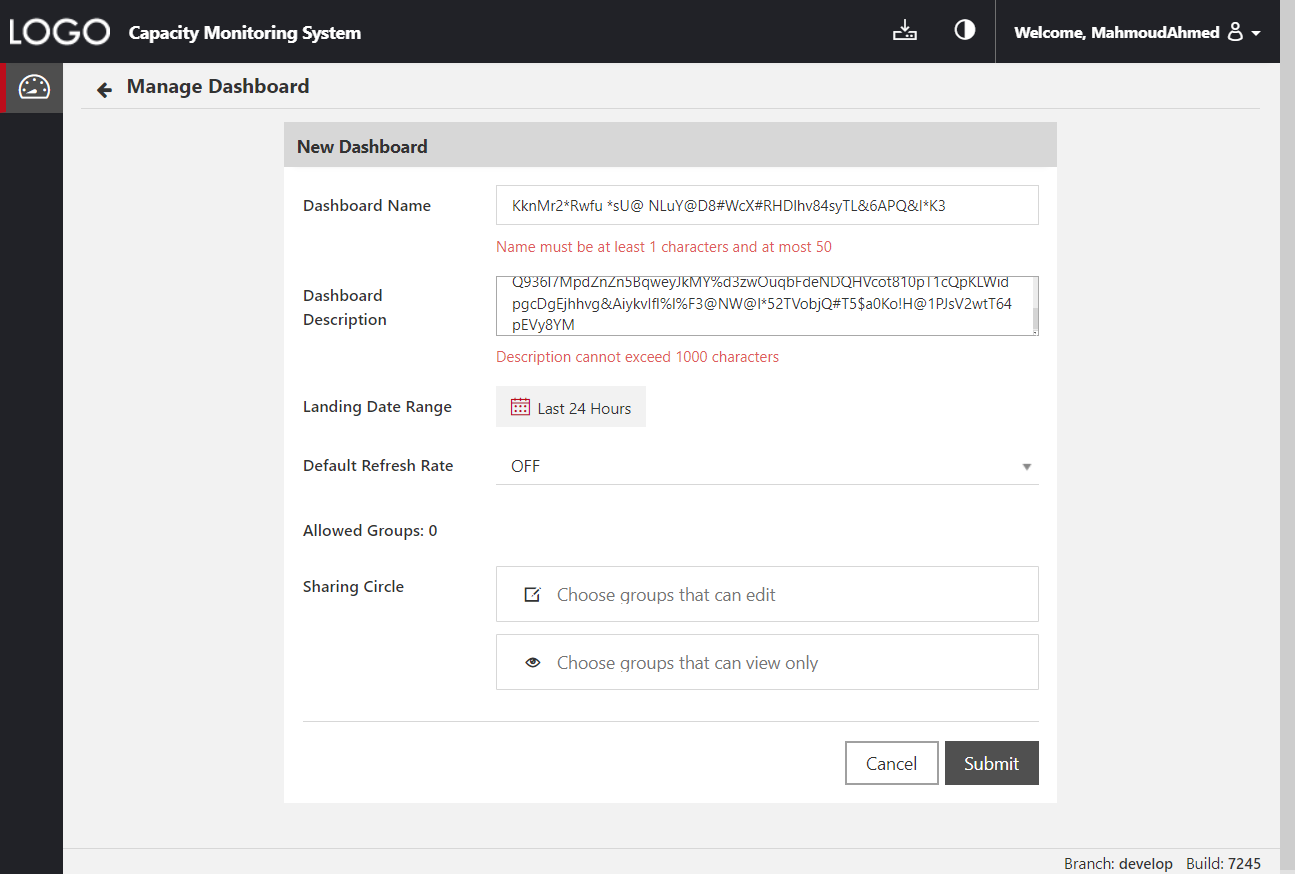 LOGO Capacity Monitoring System
Welcome, MahmoudAhmed
Manage Dashboard
New Dashboard
Dashboard Name
KknMr2*Rwfu *sU@ NLuY@D8#WcX#RHDIhv84syTL&6APQ&I*K3
Name must be at least 1 characters and at most 50
Dashboard Description
pgcDgEjhhvg&AiykvIfl%I%F3@NW@I*52TVobjQ#T5$a0Ko!H@1PJsV2wtT64
pEVy8YM
Description cannot exceed 1000 characters
Landing Date Range
Last 24 Hours
Default Refresh Rate
OFF
Allowed Groups: 0
Sharing Circle
Choose groups that can edit
Choose groups that can view only
Cancel
Submit
Branch: develop Build: 7245